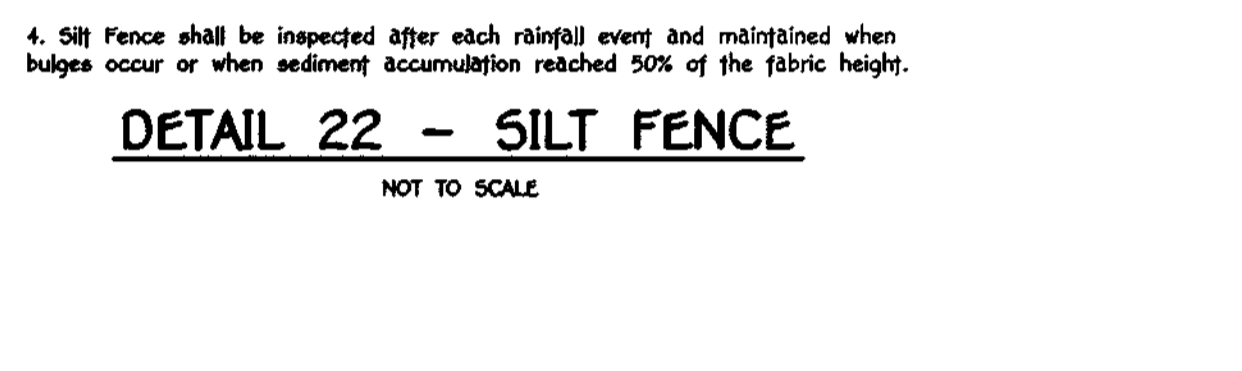 4. Silt Fence shall be inspected after each rainfall event and maintained when
bulges occur or when sediment accumulation reached 50% of the fabric height.
DETAIL 22 - SILT FENCE
NOT TO SCALE